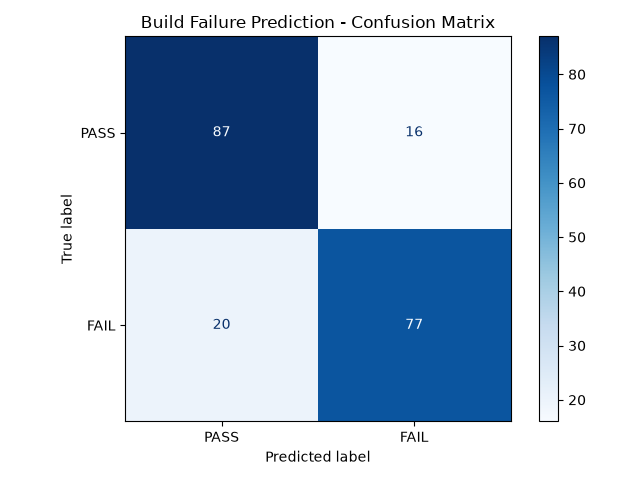 Build Failure Prediction - Confusion Matrix
PASS
87
16
FAIL
20
77
PASS
FAIL
Predicted label
True label
80
70
60
50
40
30
20